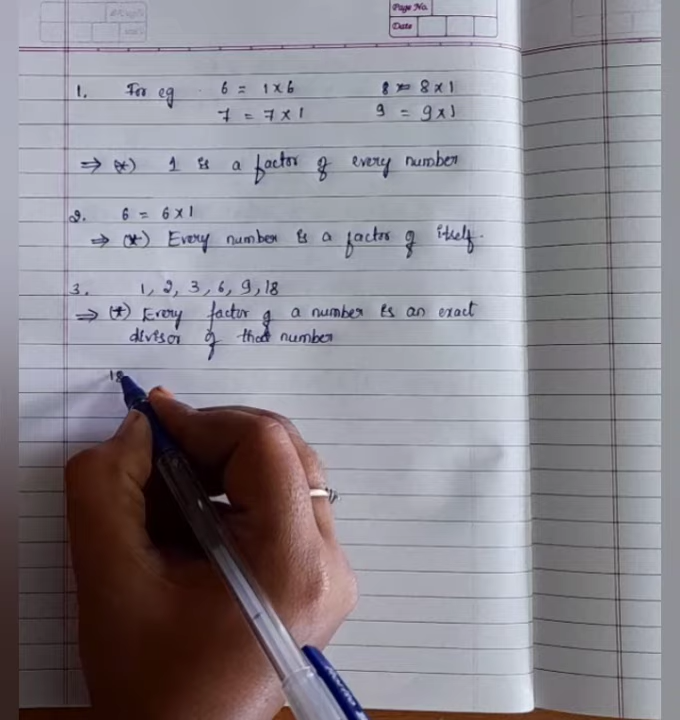 Page No.
Date
1. For eg 6 = 1 x 6 8 = 8 x 1
7 = 7 x 1 9 = 9 x 1
⇒ (*) 1 is a factor of every number
2. 6 = 6 x 1
⇒ (*) Every number is a factor of itself.
3. 1, 2, 3, 6, 9, 18
⇒ (*) Every factor of a number is an exact
divisor of that number
18